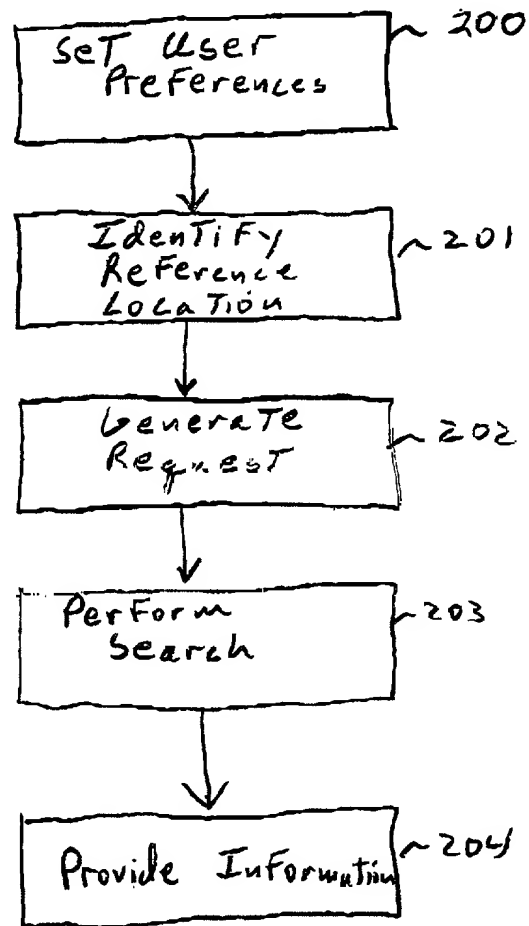 SeT User 200
Preferences
IdenTiFy 201
Reference
LocaTion
GeneraTe 202
RequesT
PerForm 203
Search
Provide Information 204